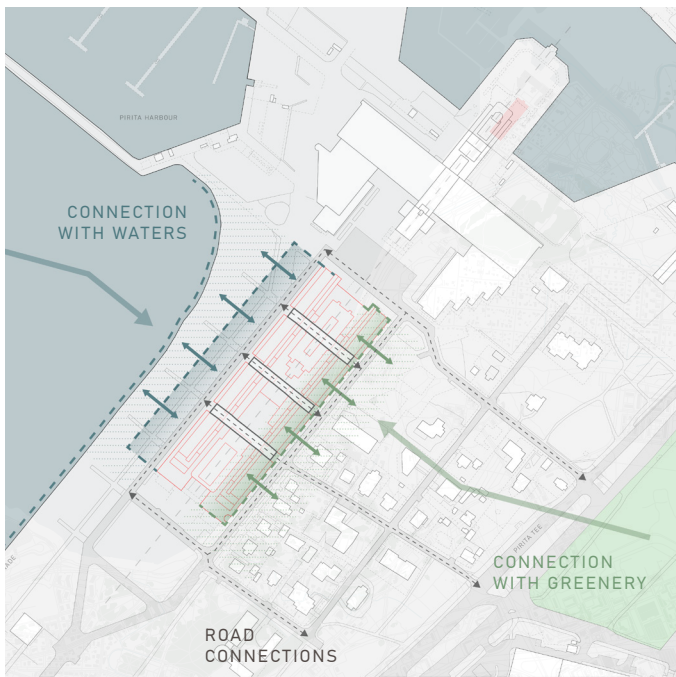 PIRITA HARBOUR
CONNECTION
WITH WATERS
PIRITA TEE
CONNECTION
WITH GREENERY
ROAD
CONNECTIONS